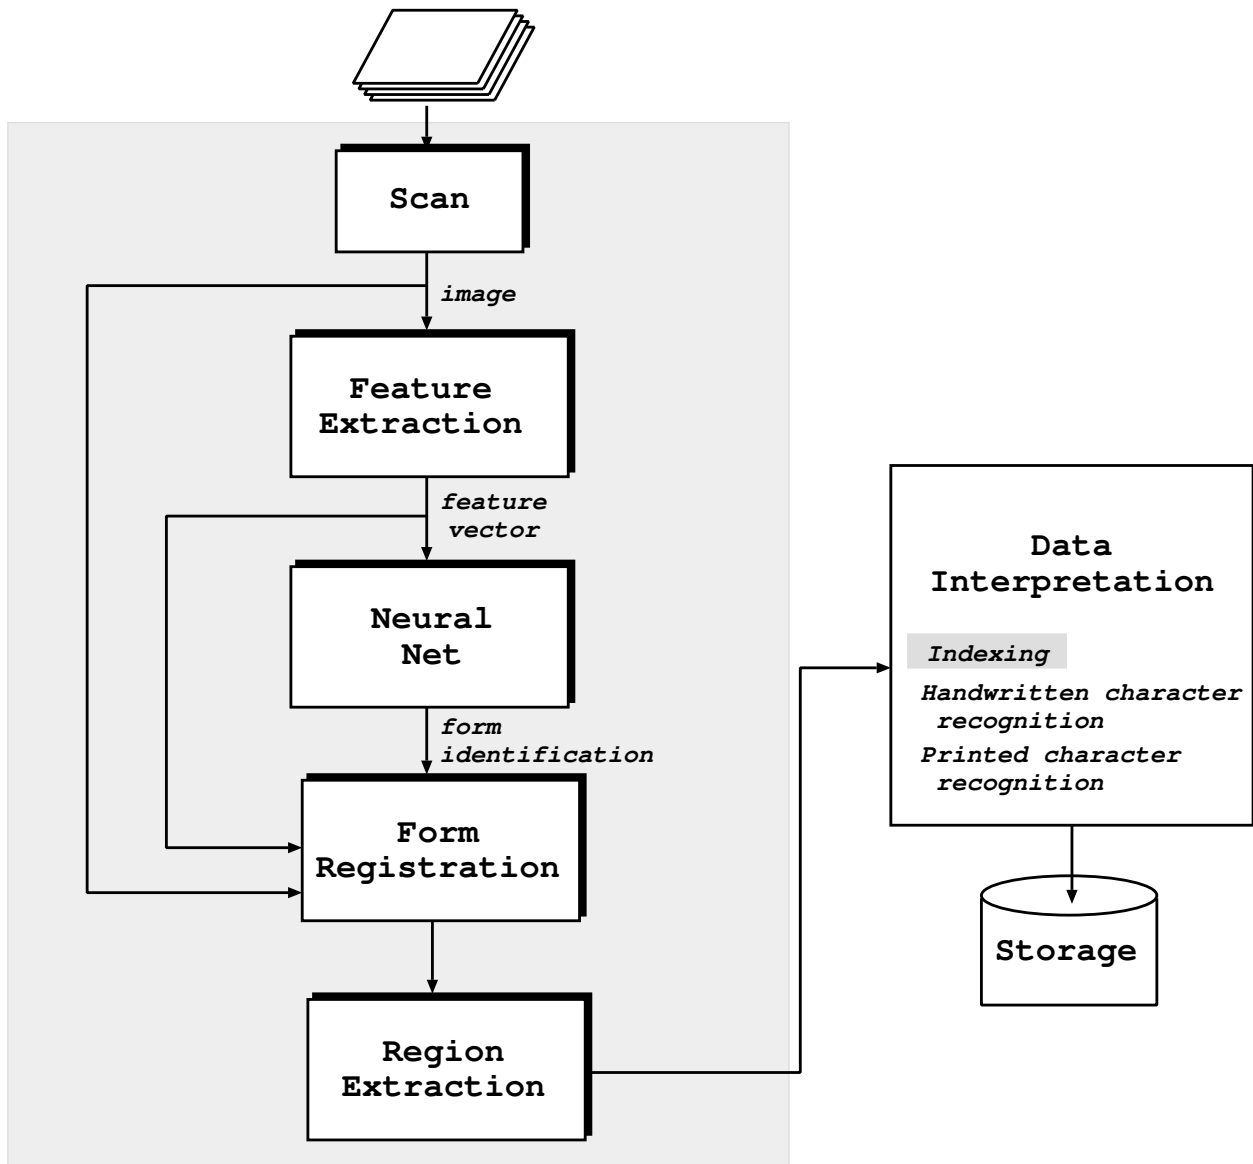 Scan
image
Feature
Extraction
feature
vector
Neural
Net
form
identification
Form
Registration
Region
Extraction
Data
Interpretation
Indexing
Handwritten character
recognition
Printed character
recognition
Storage